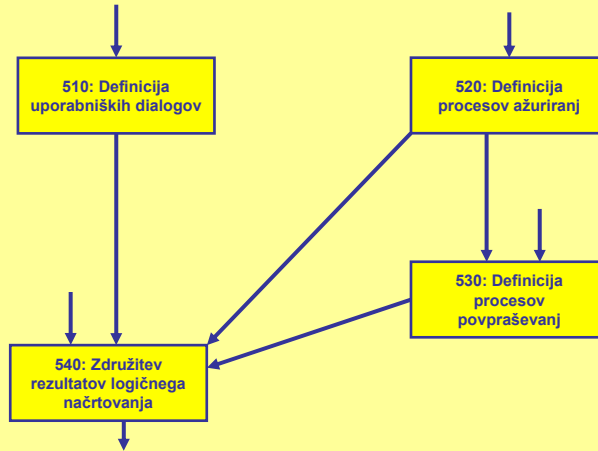 510: Definicija
uporabniških dialogov
520: Definicija
procesov ažuriranj
530: Definicija
procesov
povpraševanj
540: Združitev
rezultatov logičnega
načrtovanja